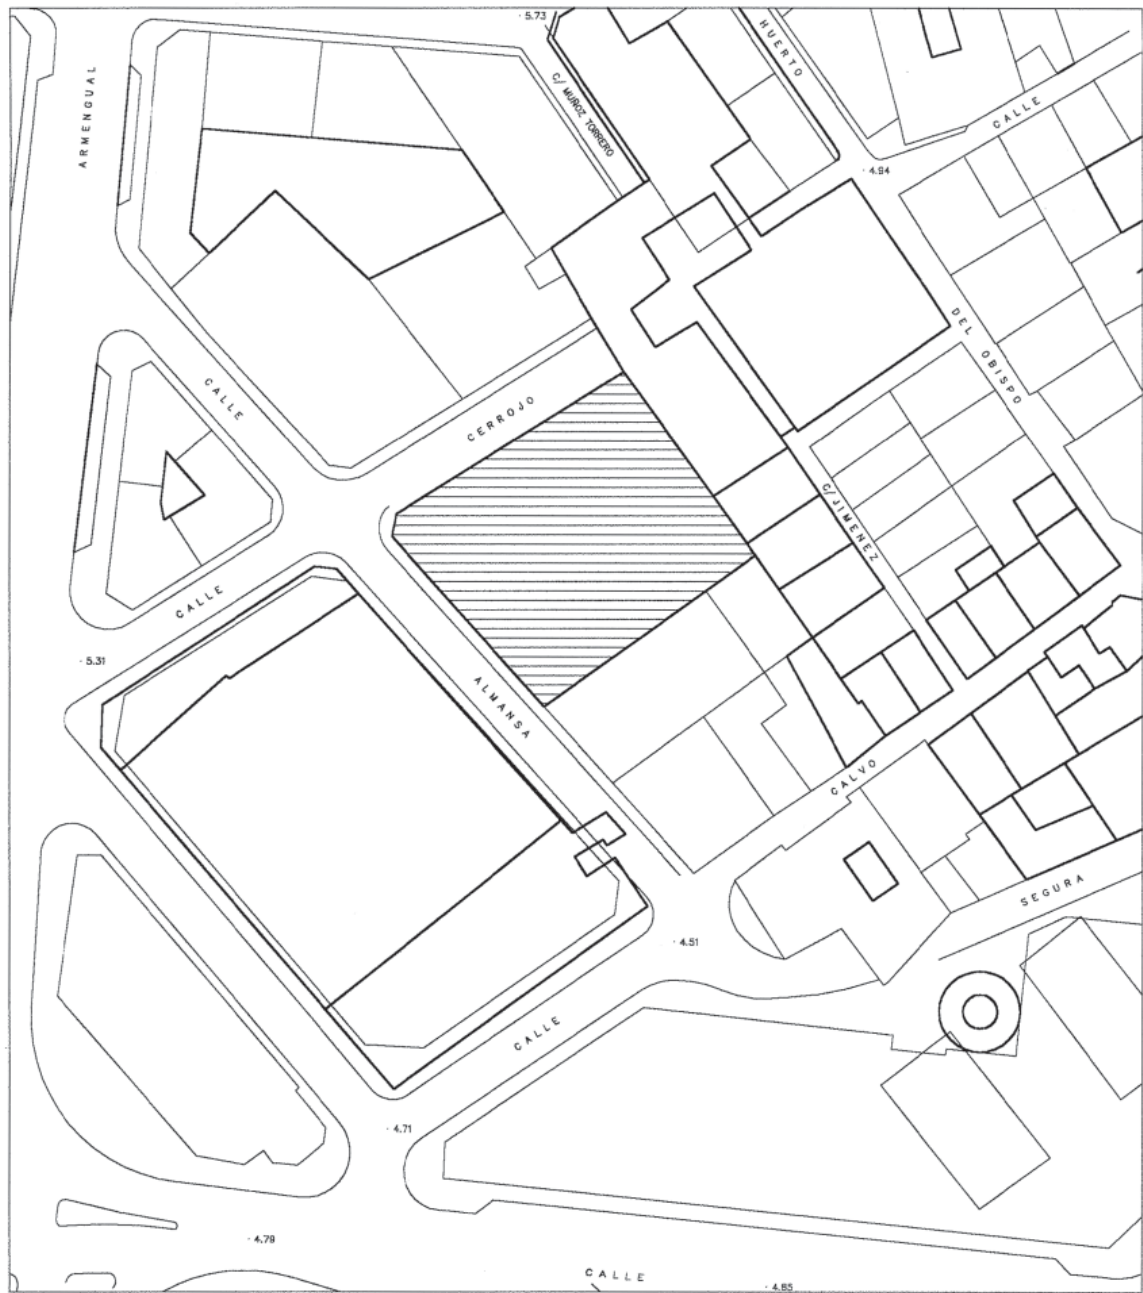 5.73
HUERTO
ARMENGUAL
C/ MUÑOZ TORRERO
CALLE
4.94
DEL OBISPO
CALLE
CERROJO
C/JIMENEZ
CALLE
5.31
ALMANSA
CALVO
SEGURA
4.51
CALLE
4.71
4.79
CALLE
4.85